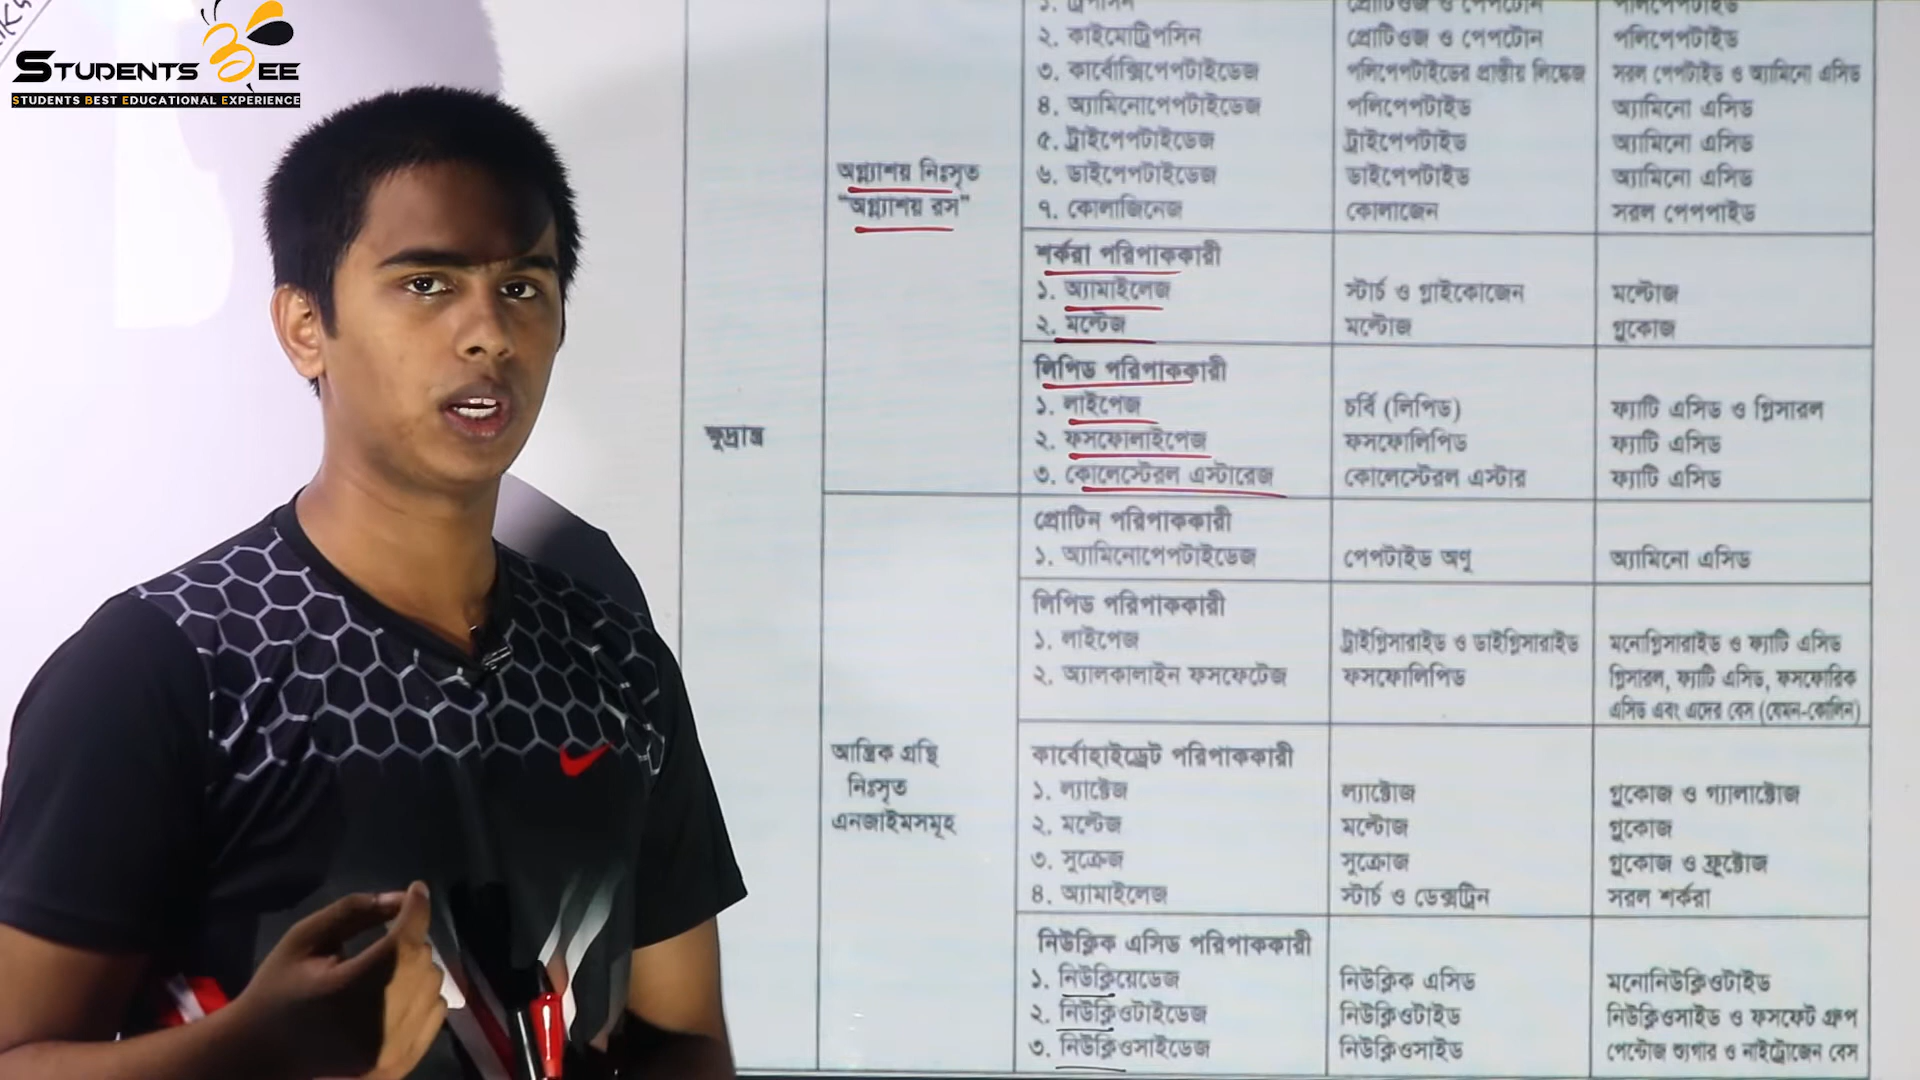 STUDENTS BEE
STUDENTS BEST EDUCATIONAL EXPERIENCE
১. ট্রিপসিন প্রোটিওজ ও পেপটোন পলিপেপটাইড
২. কাইমোট্রিপসিন প্রোটিওজ ও পেপটোন পলিপেপটাইড
৩. কার্বোক্সিপেপটাইডেজ পলিপেপটাইডের প্রান্তীয় লিঙ্কেজ সরল পেপটাইড ও অ্যামিনো এসিড
৪. অ্যামিনোপেপটাইডেজ পলিপেপটাইড অ্যামিনো এসিড
৫. ট্রাইপেপটাইডেজ ট্রাইপেপটাইড অ্যামিনো এসিড
অগ্ন্যাশয় নিঃসৃত ৬. ডাইপেপটাইডেজ ডাইপেপটাইড অ্যামিনো এসিড
"অগ্ন্যাশয় রস" ৭. কোলাজিনেজ কোলাজেন সরল পেপপাইড
শর্করা পরিপাককারী
১. অ্যামাইলেজ স্টার্চ ও গ্লাইকোজেন মল্টোজ
২. মল্টেজ মল্টোজ গ্লুকোজ
লিপিড পরিপাককারী
১. লাইপেজ চর্বি (লিপিড) ফ্যাটি এসিড ও গ্লিসারল
ক্ষুদ্রান্ত্র ২. ফসফোলাইপেজ ফসফোলিপিড ফ্যাটি এসিড
৩. কোলেস্টেরল এস্টারেজ কোলেস্টেরল এস্টার ফ্যাটি এসিড
প্রোটিন পরিপাককারী
১. অ্যামিনোপেপটাইডেজ পেপটাইড অণু অ্যামিনো এসিড
লিপিড পরিপাককারী
১. লাইপেজ ট্রাইগ্লিসারাইড ও ডাইগ্লিসারাইড মনোগ্লিসারাইড ও ফ্যাটি এসিড
২. অ্যালকালাইন ফসফেটেজ ফসফোলিপিড গ্লিসারল, ফ্যাটি এসিড, ফসফোরিক
এসিড এবং এদের বেস (যেমন-কোলিন)
আন্ত্রিক গ্রন্থি কার্বোহাইড্রেট পরিপাককারী
নিঃসৃত ১. ল্যাক্টেজ ল্যাক্টোজ গ্লুকোজ ও গ্যালাক্টোজ
এনজাইমসমূহ ২. মল্টেজ মল্টোজ গ্লুকোজ
৩. সুক্রেজ সুক্রোজ গ্লুকোজ ও ফ্রুক্টোজ
৪. অ্যামাইলেজ স্টার্চ ও ডেক্সট্রিন সরল শর্করা
নিউক্লিক এসিড পরিপাককারী
১. নিউক্লিয়েডেজ নিউক্লিক এসিড মনোনিউক্লিওটাইড
২. নিউক্লিওটাইডেজ নিউক্লিওটাইড নিউক্লিওসাইড ও ফসফেট গ্রুপ
৩. নিউক্লিওসাইডেজ নিউক্লিওসাইড পেন্টোজ শ্যুগার ও নাইট্রোজেন বেস